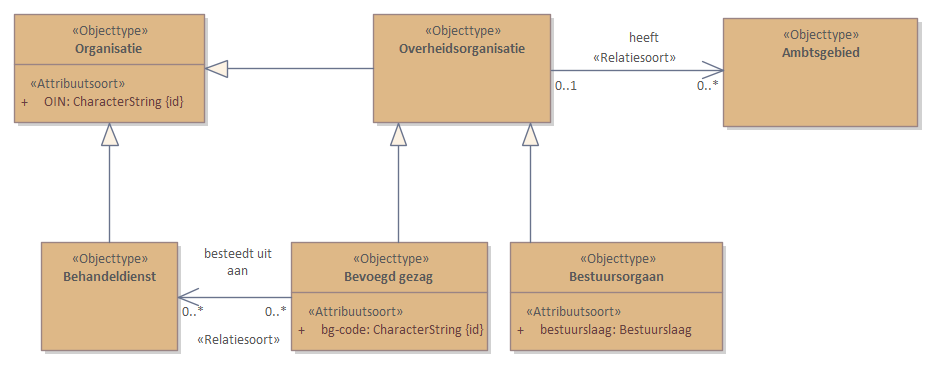 «Objecttype»
Organisatie
«Attribuutsoort»
+ OIN: CharacterString {id}
«Objecttype»
Overheidsorganisatie
heeft
«Relatiesoort»
0..1
0..*
«Objecttype»
Ambtsgebied
«Objecttype»
Behandeldienst
besteedt uit
aan
0..*
0..*
«Relatiesoort»
«Objecttype»
Bevoegd gezag
«Attribuutsoort»
+ bg-code: CharacterString {id}
«Objecttype»
Bestuursorgaan
«Attribuutsoort»
+ bestuurslaag: Bestuurslaag